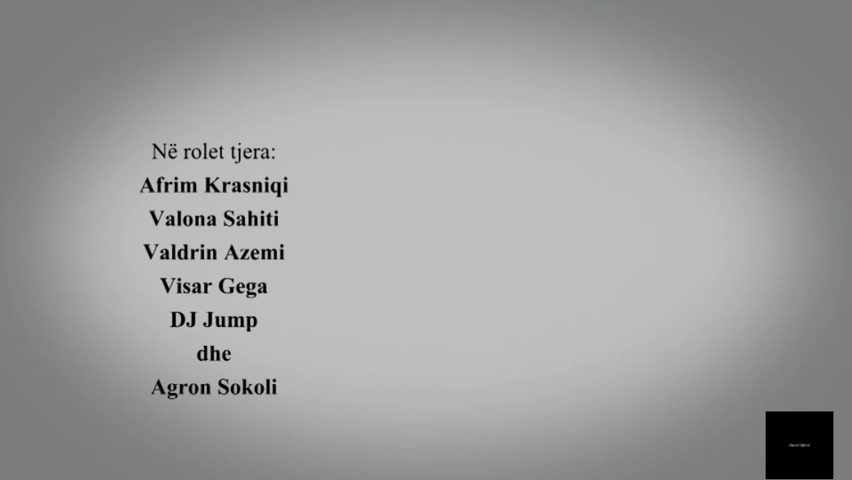 Në rolet tjera:
Afrim Krasniqi
Valona Sahiti
Valdrin Azemi
Visar Gega
DJ Jump
dhe
Agron Sokoli